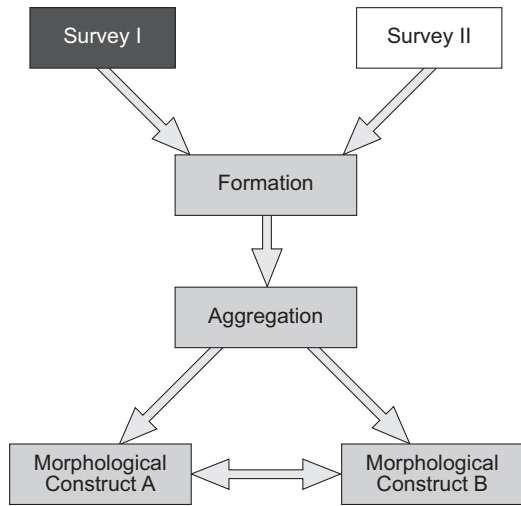 Survey I
Survey II
Formation
Aggregation
Morphological
Construct A
Morphological
Construct B